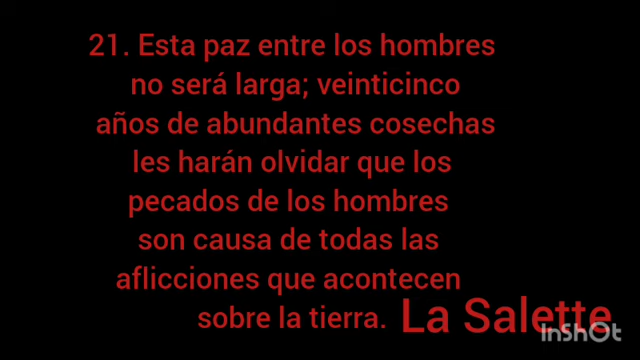 21. Esta paz entre los hombres
no será larga; veinticinco
años de abundantes cosechas
les harán olvidar que los
pecados de los hombres
son causa de todas las
aflicciones que acontecen
sobre la tierra.
La Salette
InShOt